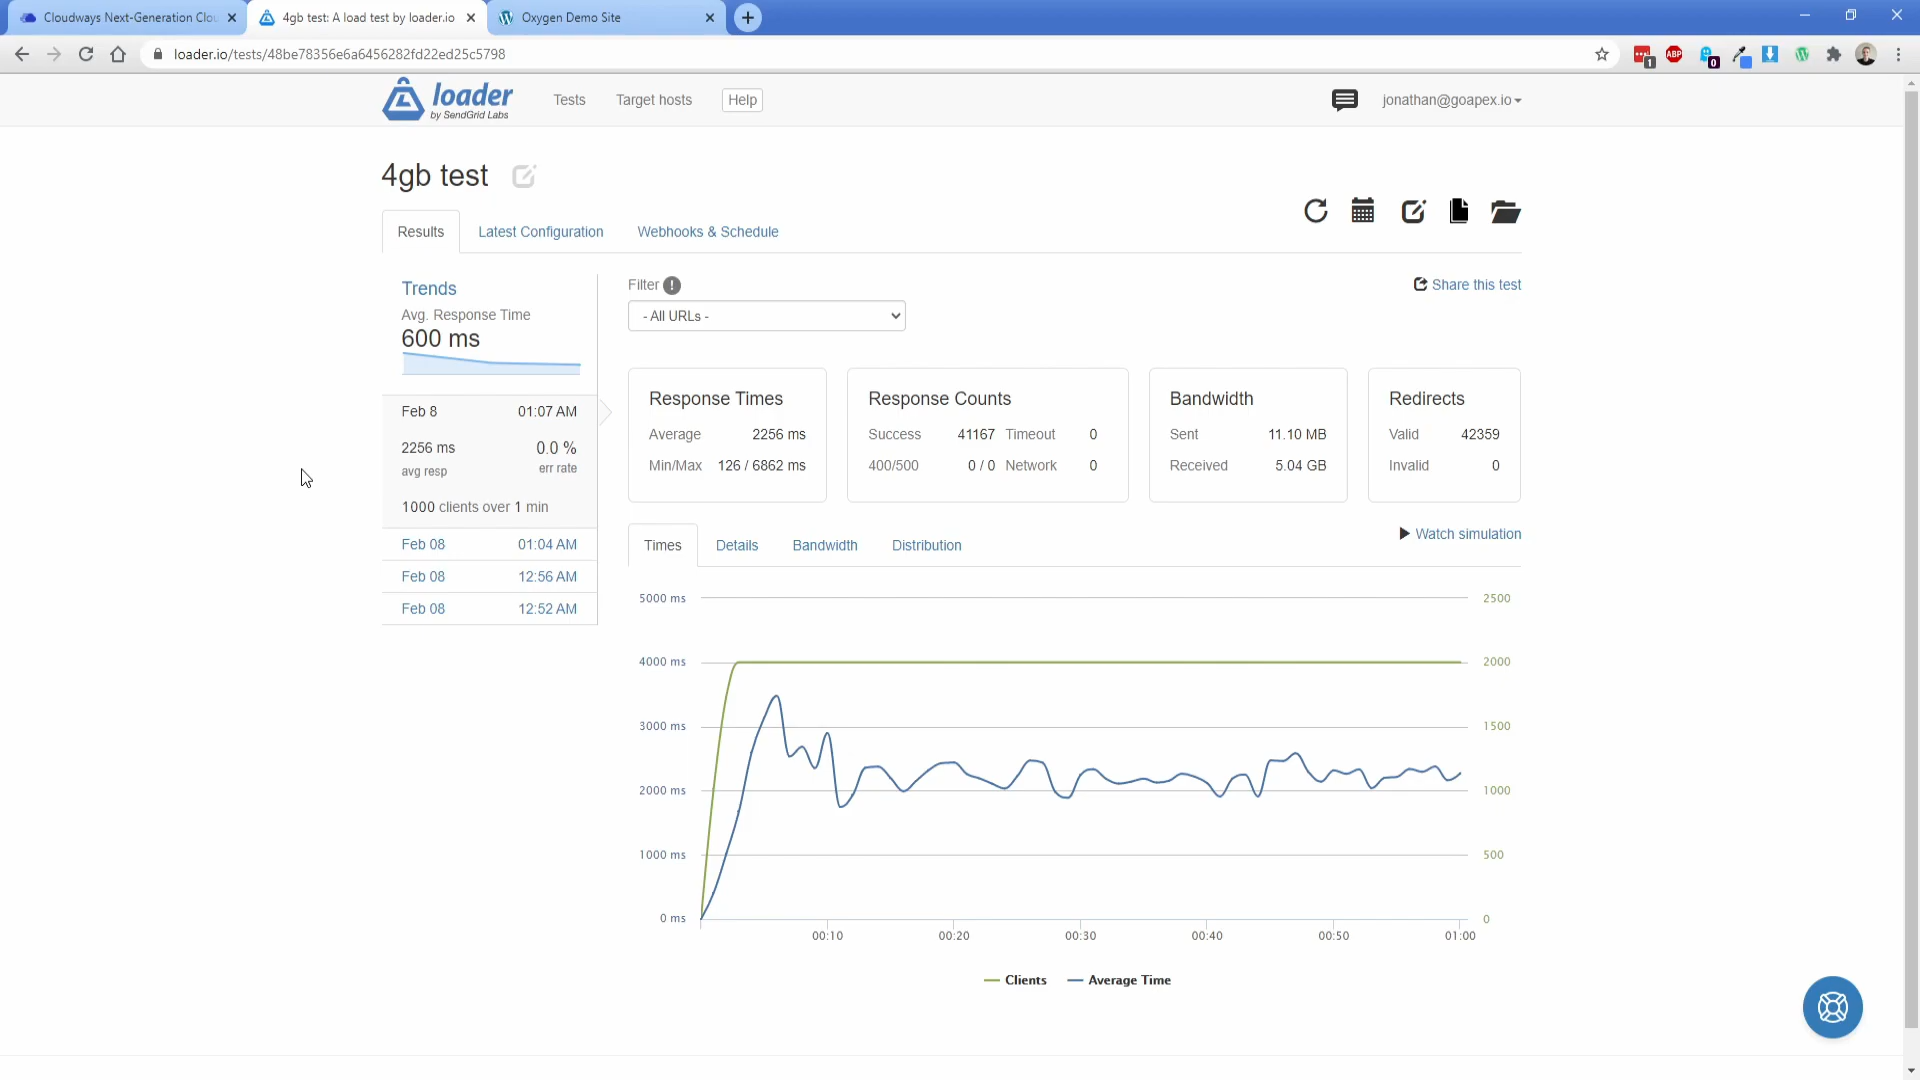 Cloudways Next-Generation Clou
4gb test: A load test by loader.io
Oxygen Demo Site
loader.io/tests/48be78356e6a6456282fd22ed25c5798
1
ABP
0
loader
by SendGrid Labs
Tests
Target hosts
Help
jonathan@goapex.io
4gb test
Results
Latest Configuration
Webhooks & Schedule
Trends
Avg. Response Time
600 ms
Feb 8 01:07 AM
2256 ms 0.0 %
avg resp err rate
1000 clients over 1 min
Feb 08 01:04 AM
Feb 08 12:56 AM
Feb 08 12:52 AM
Filter
- All URLs -
Share this test
Response Times
Average 2256 ms
Min/Max 126 / 6862 ms
Response Counts
Success 41167 Timeout 0
400/500 0 / 0 Network 0
Bandwidth
Sent 11.10 MB
Received 5.04 GB
Redirects
Valid 42359
Invalid 0
Times
Details
Bandwidth
Distribution
Watch simulation
5000 ms 2500
4000 ms 2000
3000 ms 1500
2000 ms 1000
1000 ms 500
0 ms 0
00:10 00:20 00:30 00:40 00:50 01:00
Clients Average Time